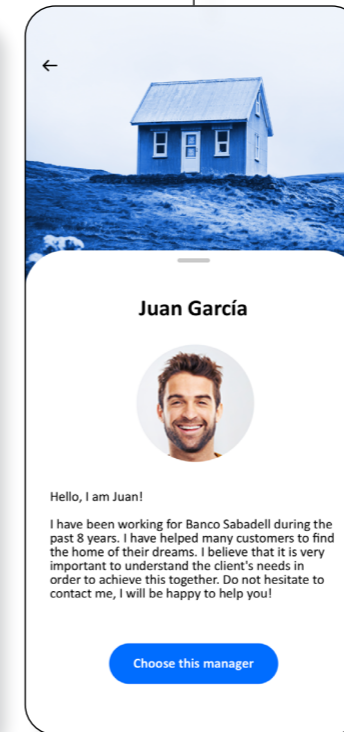 Juan García
Hello, I am Juan!
I have been working for Banco Sabadell during the
past 8 years. I have helped many customers to find
the home of their dreams. I believe that it is very
important to understand the client's needs in
order to achieve this together. Do not hesitate to
contact me, I will be happy to help you!
Choose this manager